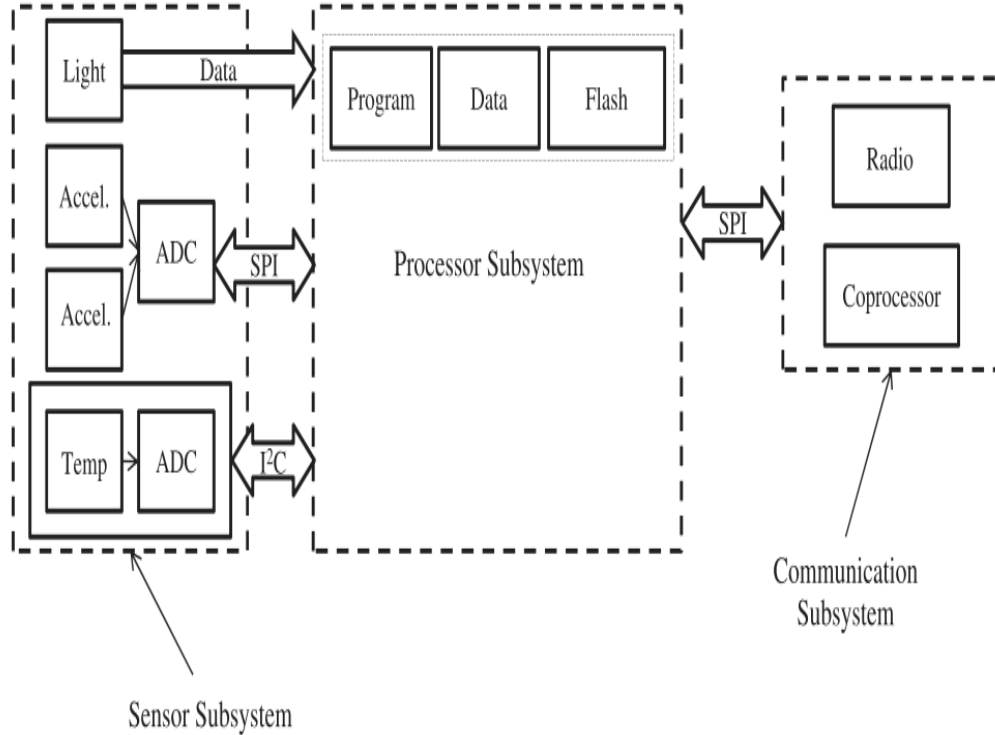 Light
Data
Program
Data
Flash
Accel.
ADC
SPI
Accel.
Processor Subsystem
SPI
Radio
Coprocessor
Temp
ADC
I²C
Communication
Subsystem
Sensor Subsystem